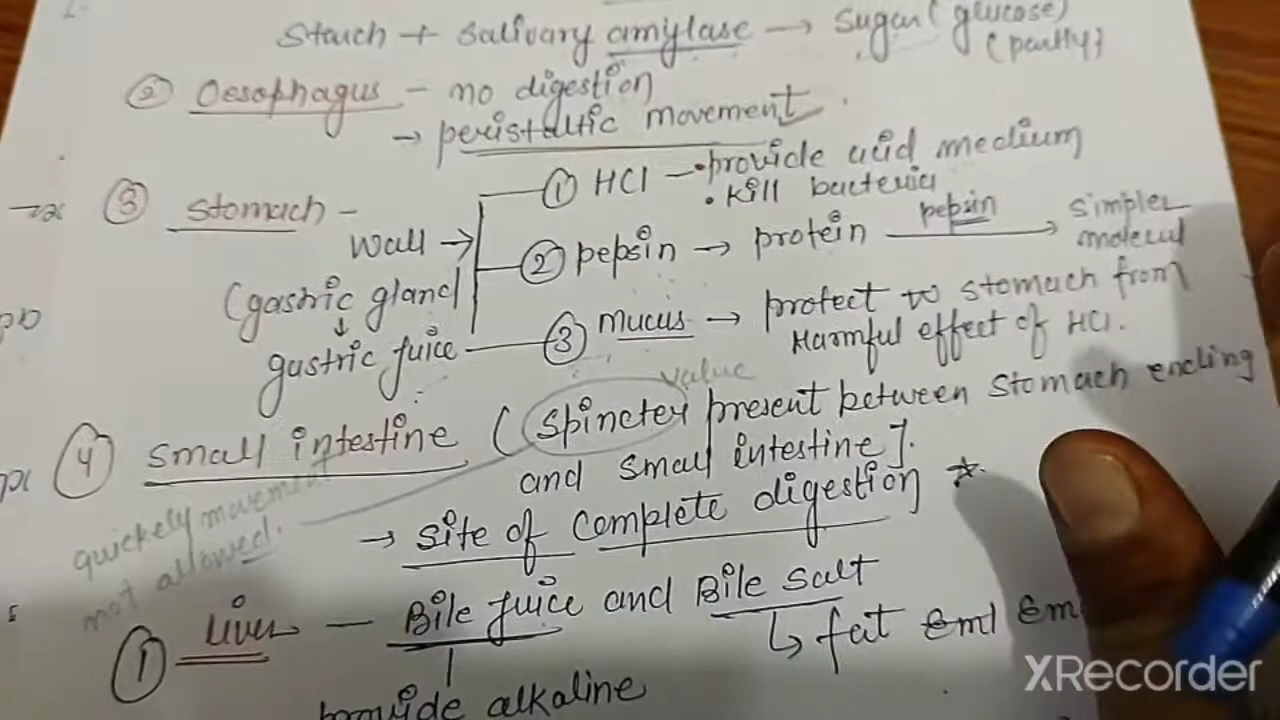 Starch + salivary amylase → sugar (glucose)
(partly)
② Oesophagus - no digestion
→ peristaltic movement.
③ stomach -
① HCl - • provide acid medium
• kill bacteria
wall →
② pepsin → protein pepsin → simpler
molecul
(gastric gland
↓
gastric juice
③ mucus → protect to stomach from
Harmful effect of HCl.
value
④ small intestine (spincter present between stomach ending
and small intestine].
quickely movement
not allowed.
→ site of complete digestion *
① liver - Bile juice and Bile salt
↳ fat eml em
provide alkaline
XRecorder